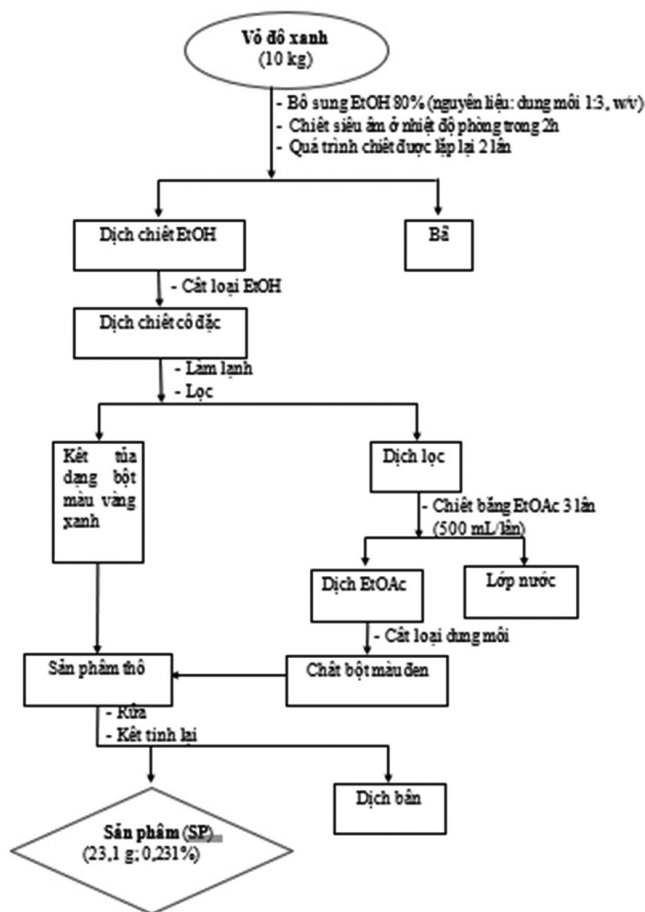 Vỏ đỗ xanh
(10 kg)
- Bổ sung EtOH 80% (nguyên liệu: dung môi 1:3, w/v)
- Chiết siêu âm ở nhiệt độ phòng trong 2h
- Quá trình chiết được lặp lại 2 lần
Dịch chiết EtOH
Bã
- Cất loại EtOH
Dịch chiết cô đặc
- Làm lạnh
- Lọc
Kết tủa
dạng bột
màu vàng
xanh
Dịch lọc
- Chiết bằng EtOAc 3 lần
(500 mL/lần)
Dịch EtOAc
Lớp nước
- Cất loại dung môi
Sản phẩm thô
Chất bột màu đen
- Rửa
- Kết tinh lại
Dịch bẩn
Sản phẩm (SP)
(23,1 g; 0,231%)